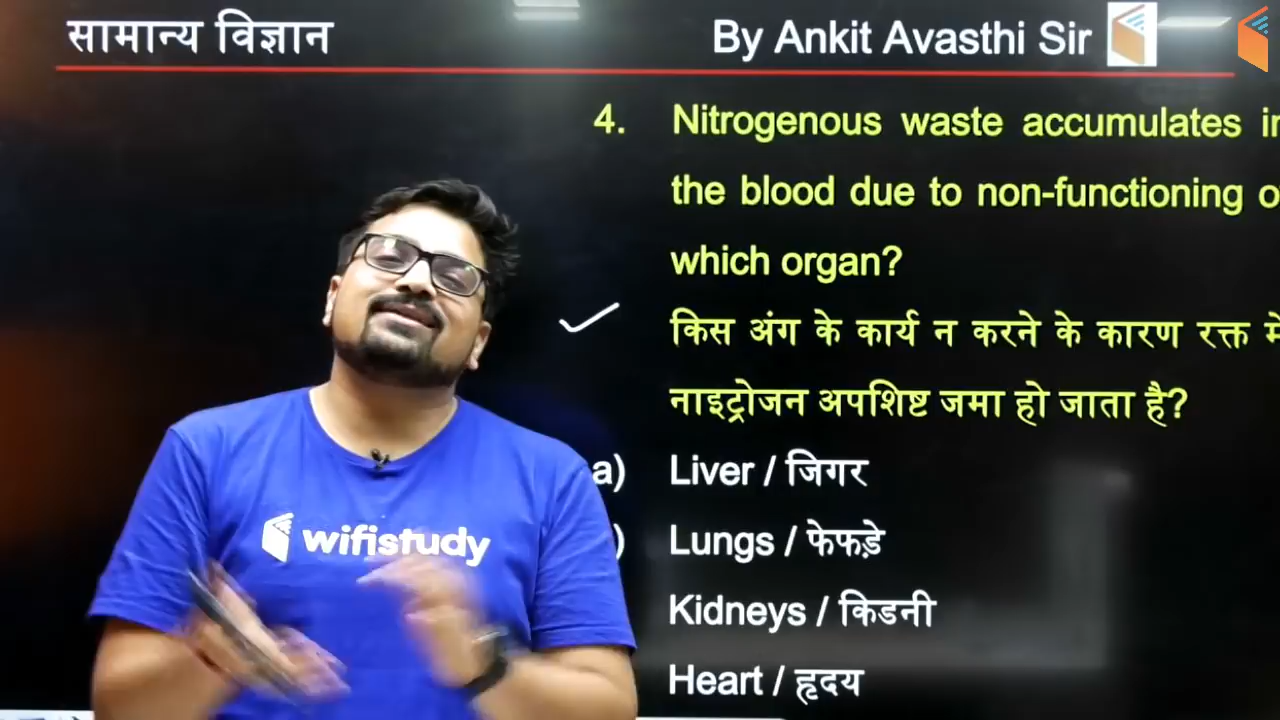 सामान्य विज्ञान
By Ankit Avasthi Sir
4. Nitrogenous waste accumulates
the blood due to non-functioning
which organ?
किस अंग के कार्य न करने के कारण रक्त में
नाइट्रोजन अपशिष्ट जमा हो जाता है?
a) Liver / जिगर
) Lungs / फेफड़े
Kidneys / किडनी
Heart / हृदय
wifistudy